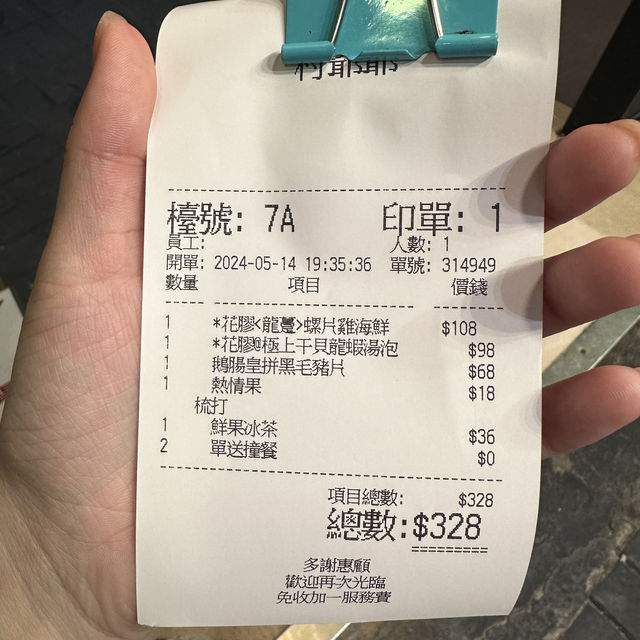 檯號: 7A 印單: 1
員工: 人數: 1
開單: 2024-05-14 19:35:36 單號: 314949
數量 項目 價錢
1 *花膠<龍躉>螺片雞海鮮 $108
1 *花膠極上干貝龍蝦湯泡 $98
1 鵝腸皇拼黑毛豬片 $68
1 熱情果 $18
梳打
1 鮮果冰茶 $36
2 單送撞餐 $0
項目總數: $328
總數:$328
多謝惠顧
歡迎再次光臨
免收加一服務費